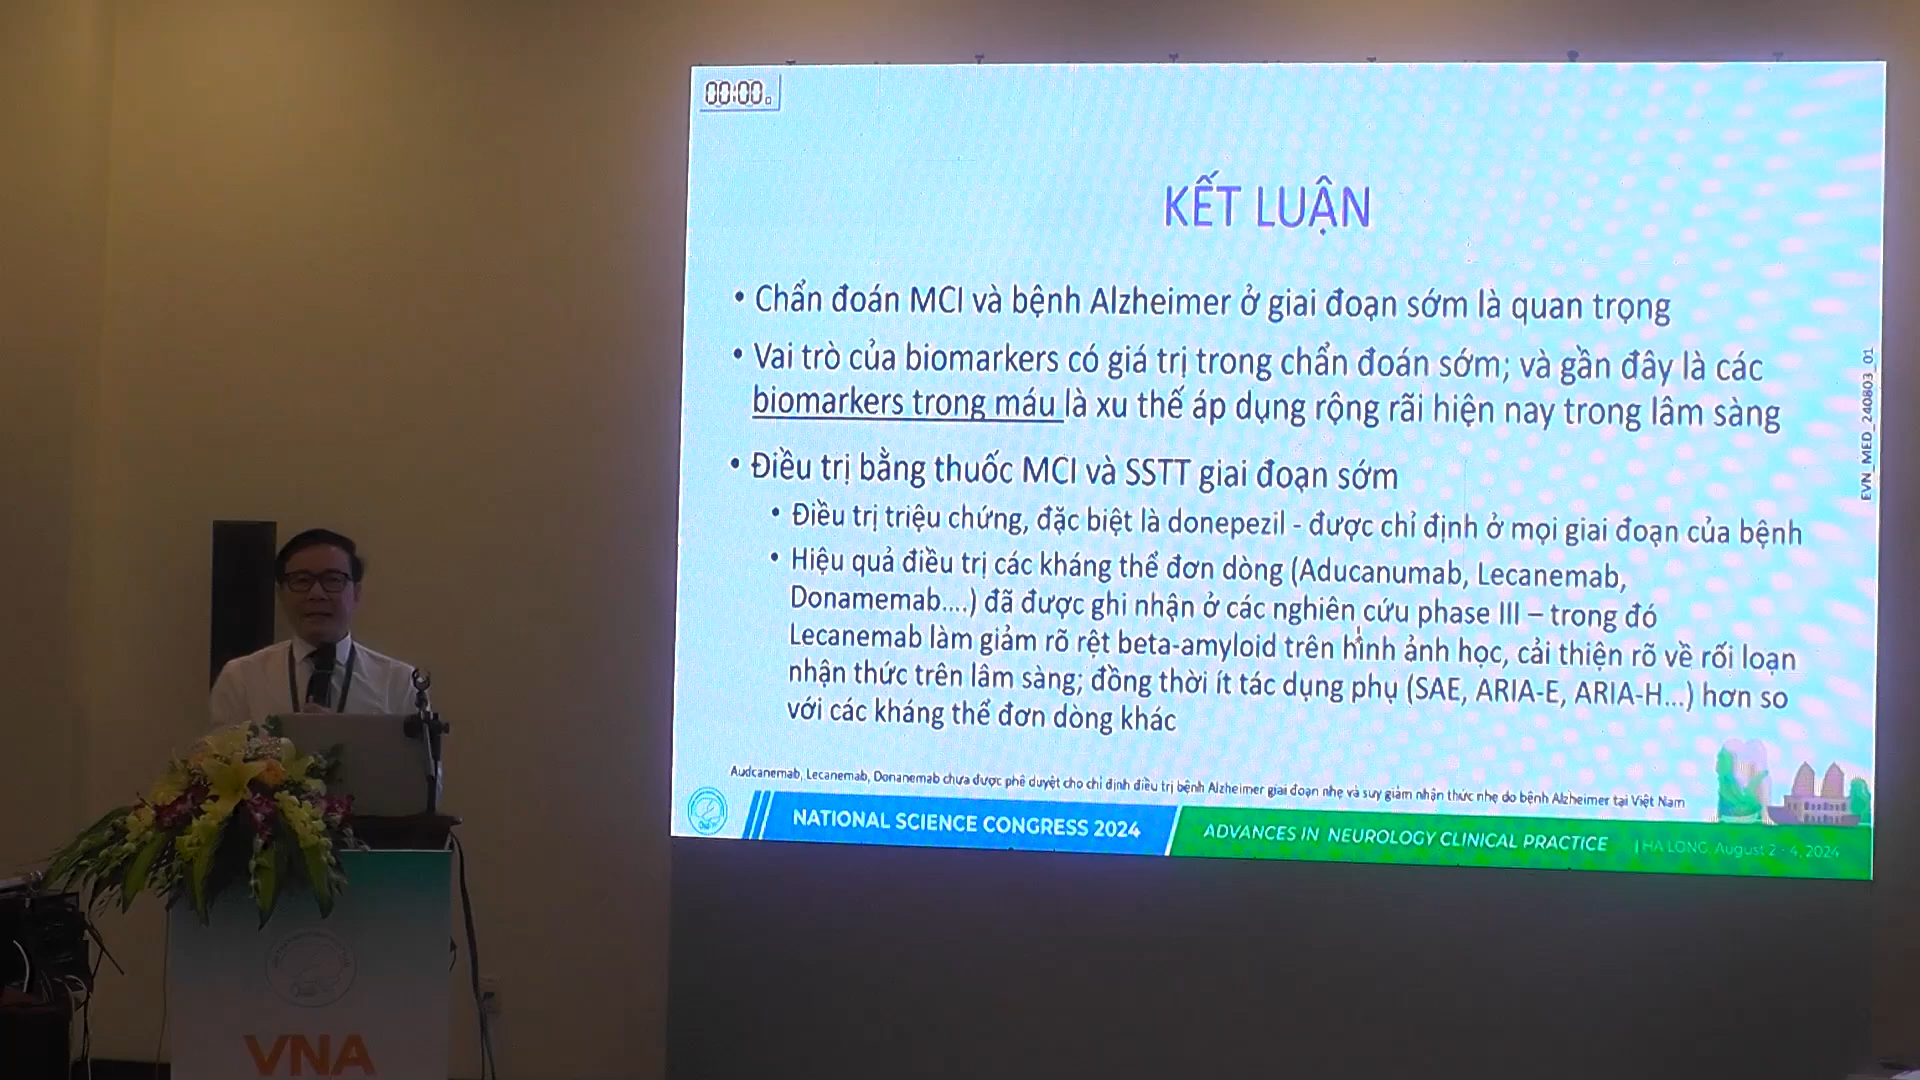 00:00
KẾT LUẬN
• Chẩn đoán MCI và bệnh Alzheimer ở giai đoạn sớm là quan trọng
• Vai trò của biomarkers có giá trị trong chẩn đoán sớm; và gần đây là các
biomarkers trong máu là xu thế áp dụng rộng rãi hiện nay trong lâm sàng
• Điều trị bằng thuốc MCI và SSTT giai đoạn sớm
• Điều trị triệu chứng, đặc biệt là donepezil - được chỉ định ở mọi giai đoạn của bệnh
• Hiệu quả điều trị các kháng thể đơn dòng (Aducanumab, Lecanemab,
Donamemab....) đã được ghi nhận ở các nghiên cứu phase III – trong đó
Lecanemab làm giảm rõ rệt beta-amyloid trên hình ảnh học, cải thiện rõ về rối loạn
nhận thức trên lâm sàng; đồng thời ít tác dụng phụ (SAE, ARIA-E, ARIA-H...) hơn so
với các kháng thể đơn dòng khác
Audcanemab, Lecanemab, Donanemab chưa được phê duyệt cho chỉ định điều trị bệnh Alzheimer giai đoạn nhẹ và suy giảm nhận thức nhẹ do bệnh Alzheimer tại Việt Nam
EVN_MED_240803_01
NATIONAL SCIENCE CONGRESS 2024
ADVANCES IN NEUROLOGY CLINICAL PRACTICE
| HA LONG, August 2 - 4, 2024
VNA